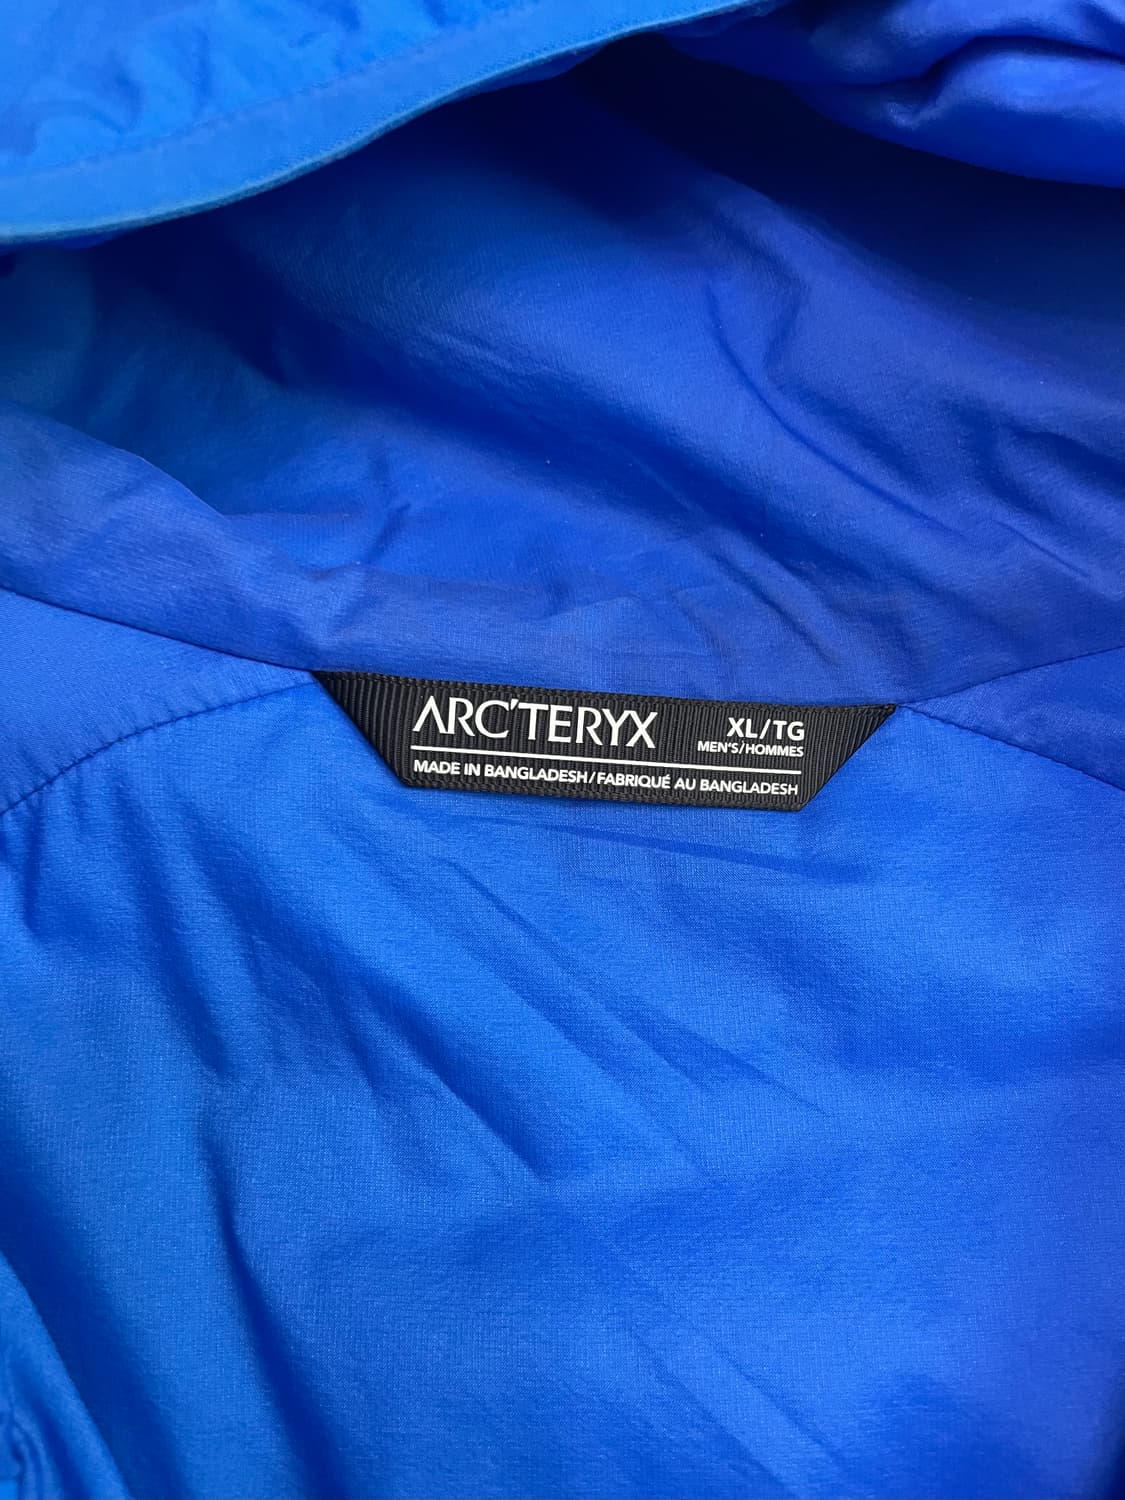 ARC'TERYX
XL/TG
MEN'S/HOMMES
MADE IN BANGLADESH/FABRIQUÉ AU BANGLADESH